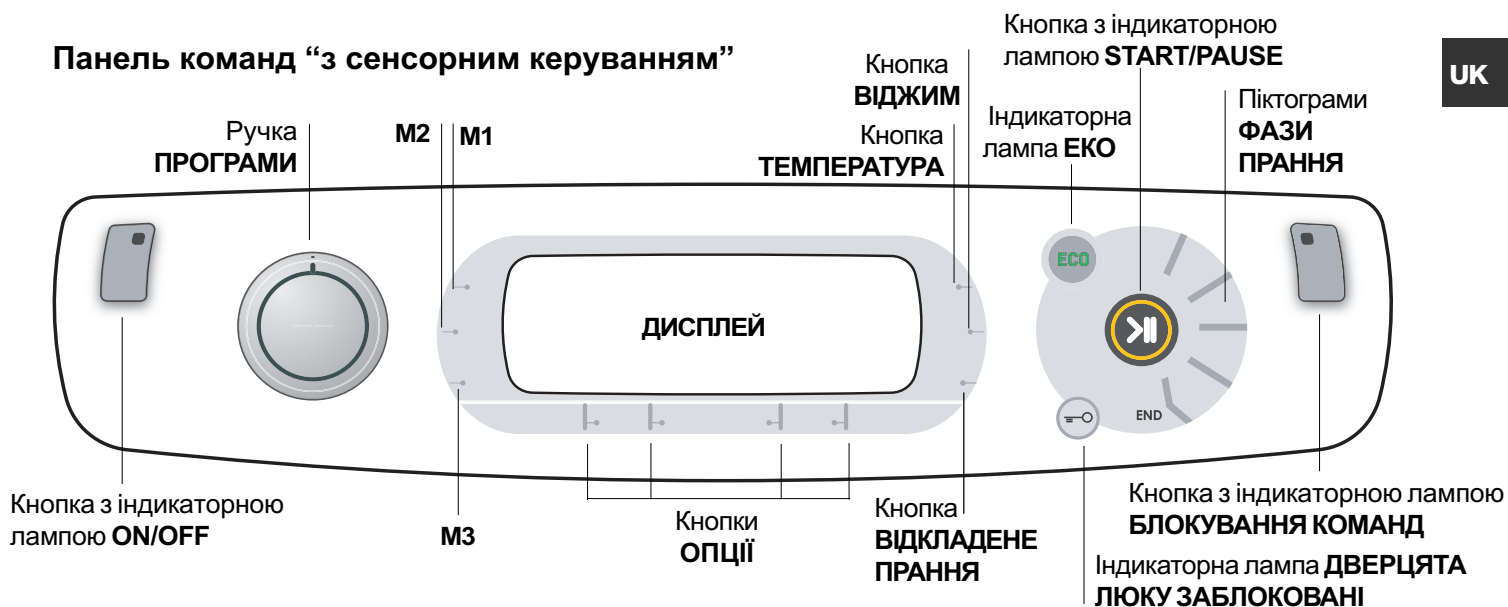 Панель команд “з сенсорним керуванням”
UK
Кнопка з індикаторною
лампою START/PAUSE
Кнопка
ВІДЖИМ
Кнопка
ТЕМПЕРАТУРА
Індикаторна
лампа ЕКО
Піктограми
ФАЗИ
ПРАННЯ
Ручка
ПРОГРАМИ
M2
M1
ECO
ДИСПЛЕЙ
END
Кнопка з індикаторною
лампою ON/OFF
M3
Кнопки
ОПЦІЇ
Кнопка
ВІДКЛАДЕНЕ
ПРАННЯ
Кнопка з індикаторною лампою
БЛОКУВАННЯ КОМАНД
Індикаторна лампа ДВЕРЦЯТА
ЛЮКУ ЗАБЛОКОВАНІ